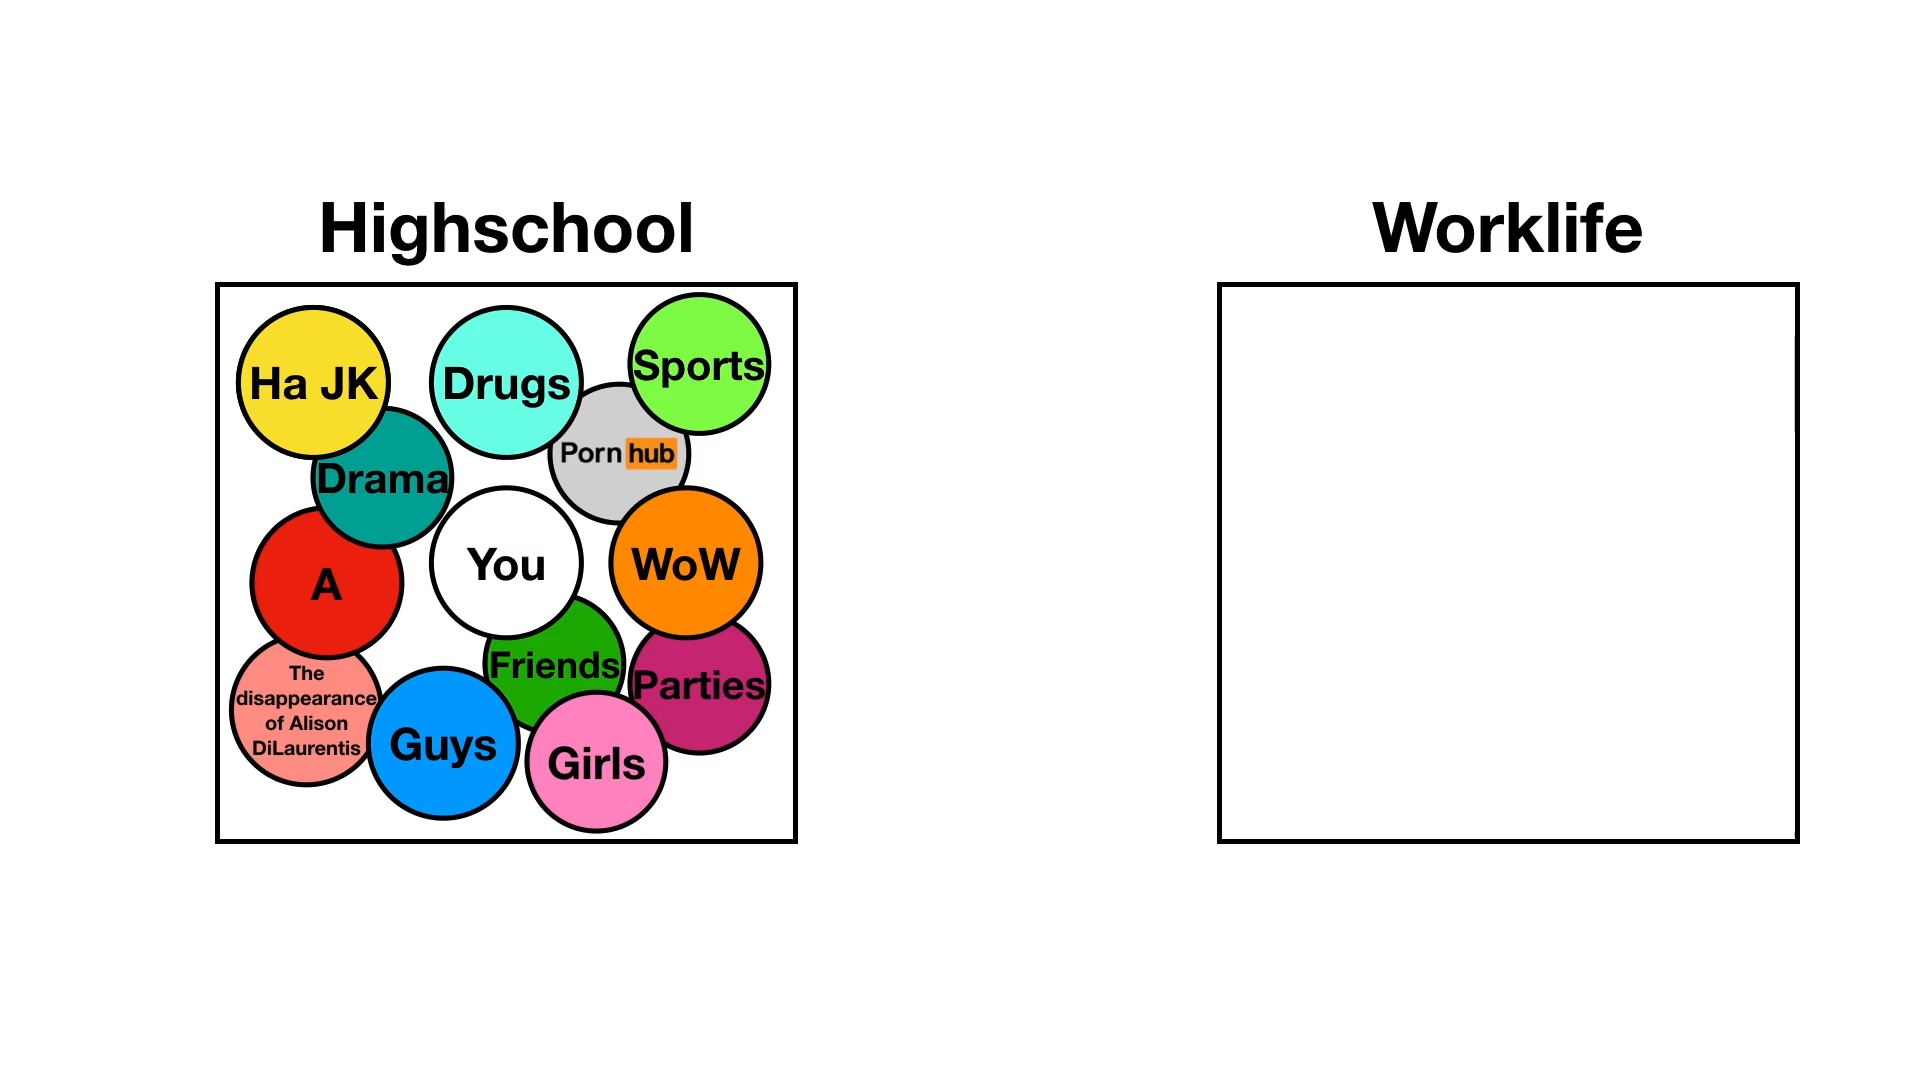 Highschool
Worklife
Ha JK
Drugs
Sports
Drama
Porn hub
A
You
WoW
The
disappearance
of Alison
DiLaurentis
Friends
Parties
Guys
Girls